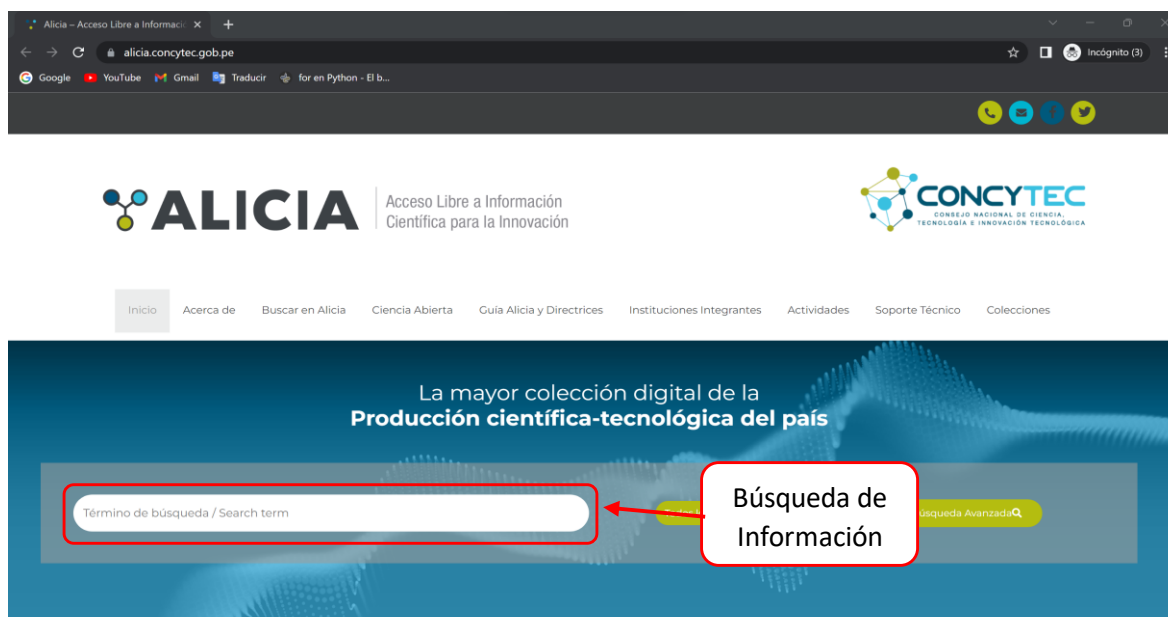 Alicia – Acceso Libre a Informaci
alicia.concytec.gob.pe
Incógnito (3)
Google YouTube Gmail Traducir for en Python - El b...
ALICIA
Acceso Libre a Información
Científica para la Innovación
CONCYTEC
CONSEJO NACIONAL DE CIENCIA,
TECNOLOGÍA E INNOVACIÓN TECNOLÓGICA
Inicio Acerca de Buscar en Alicia Ciencia Abierta Guía Alicia y Directrices Instituciones Integrantes Actividades Soporte Técnico Colecciones
La mayor colección digital de la
Producción científica-tecnológica del país
Término de búsqueda / Search term
Búsqueda de
Información
Avanzada